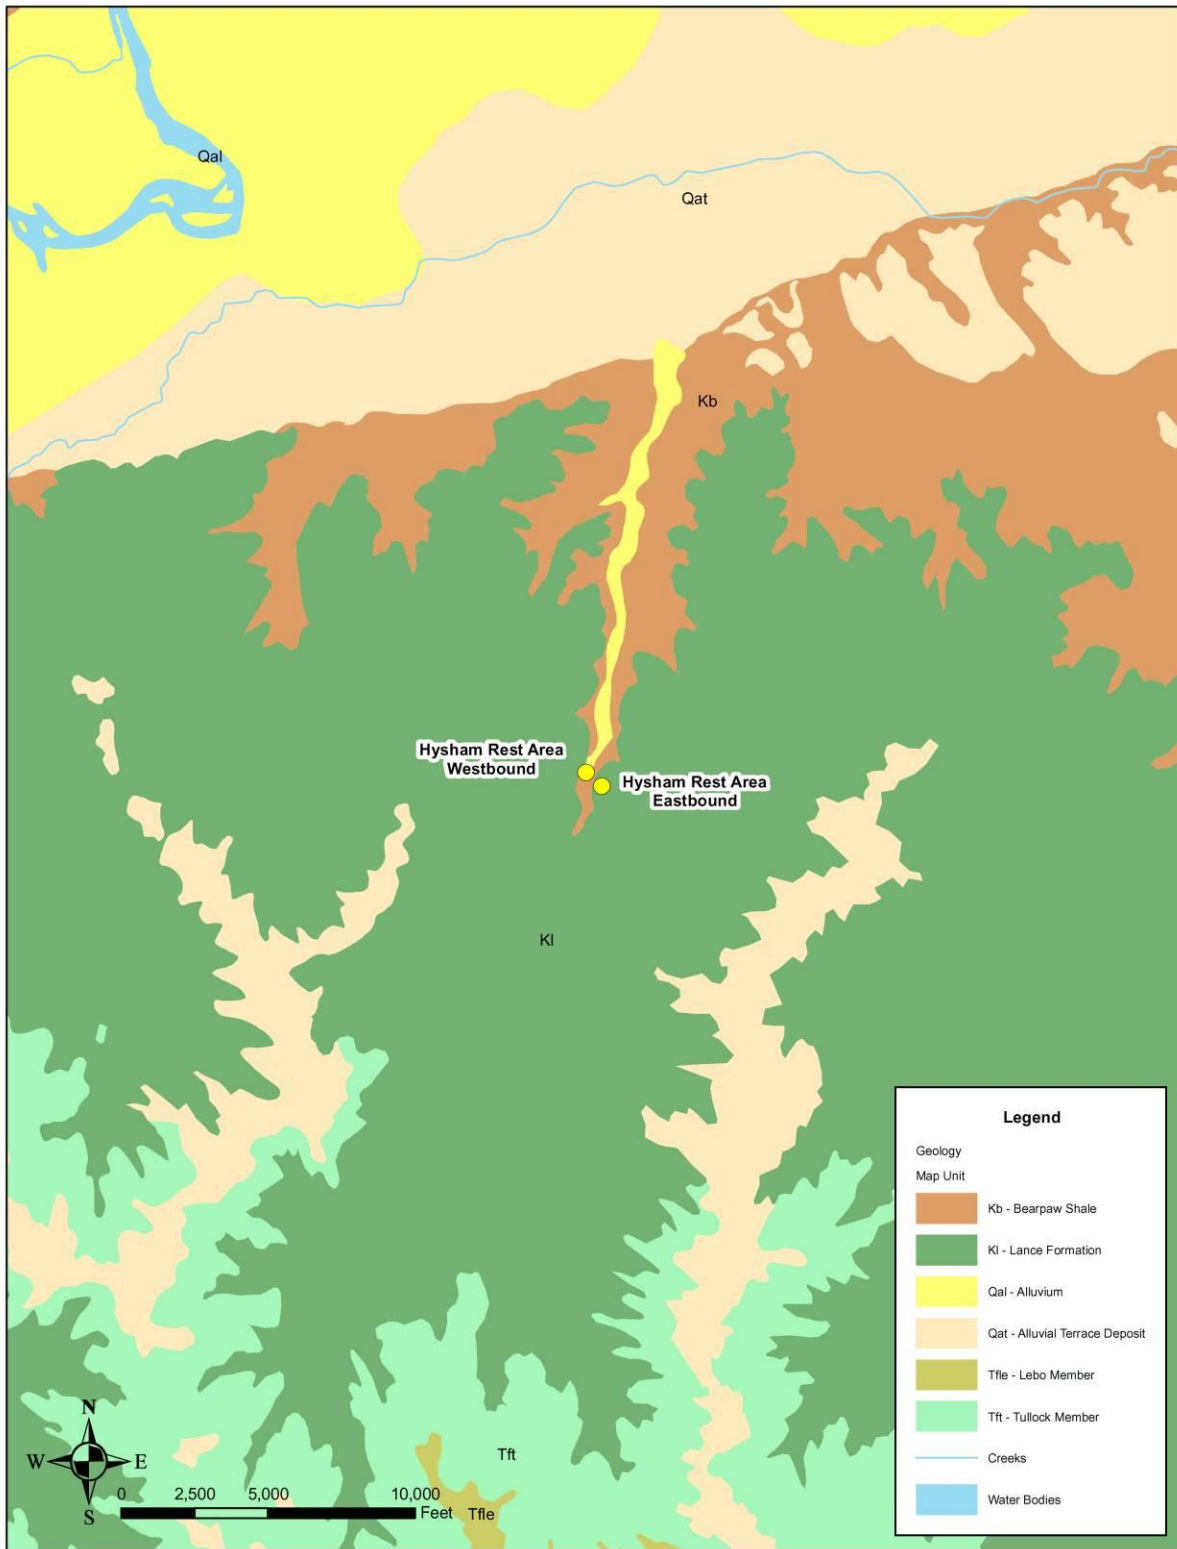 Qal
Qat
Kb
Hysham Rest Area
Westbound
Hysham Rest Area
Eastbound
Kl
Legend
Geology
Map Unit
Kb - Bearpaw Shale
Kl - Lance Formation
Qal - Alluvium
Qat - Alluvial Terrace Deposit
Tfle - Lebo Member
Tft - Tullock Member
Creeks
Water Bodies
N
W E
S
0 2,500 5,000 10,000
Feet
Tft
Tfle